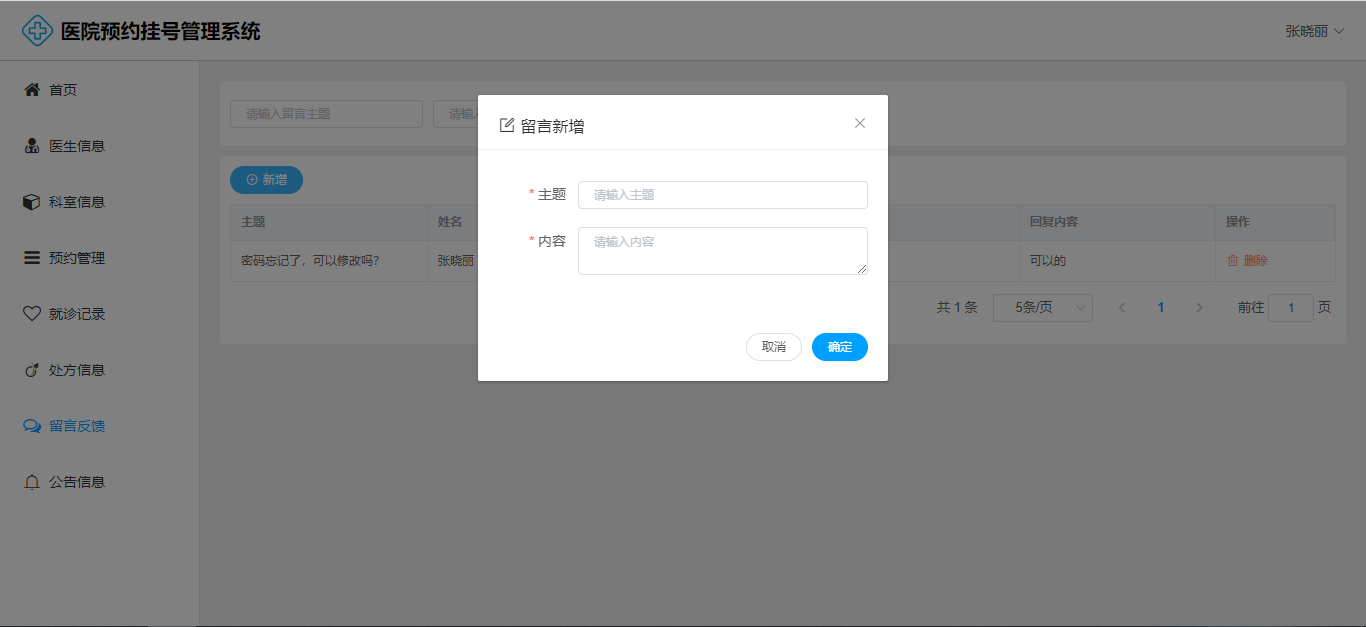 医院预约挂号管理系统
张晓丽
首页
医生信息
科室信息
预约管理
就诊记录
处方信息
留言反馈
公告信息
请输入留言主题
请输
新增
主题 姓名 回复内容 操作
密码忘记了，可以修改吗? 张晓丽 可以的 删除
共 1 条 5条/页 1 前往 1 页
留言新增
* 主题 请输入主题
* 内容 请输入内容
取消 确定